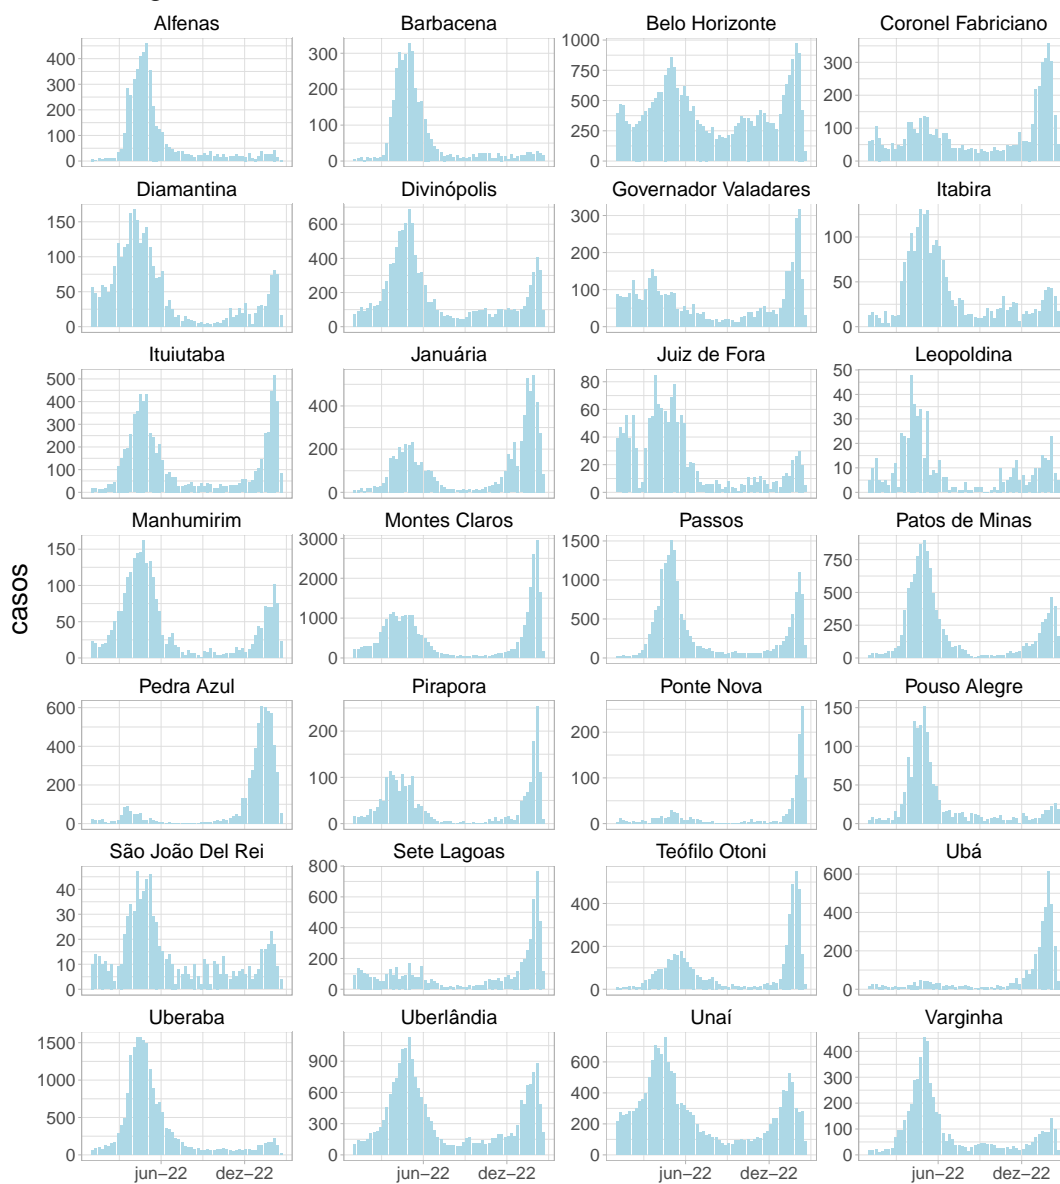 Alfenas Barbacena Belo Horizonte Coronel Fabriciano
400 300 200 100 0
300 200 100 0
1000 750 500 250 0
300 200 100 0
Diamantina Divinópolis Governador Valadares Itabira
150 100 50 0
600 400 200 0
300 200 100 0
100 50 0
Ituiutaba Januária Juiz de Fora Leopoldina
500 400 300 200 100 0
400 200 0
80 60 40 20 0
50 40 30 20 10 0
Manhumirim Montes Claros Passos Patos de Minas
150 100 50 0
3000 2000 1000 0
1500 1000 500 0
750 500 250 0
casos
Pedra Azul Pirapora Ponte Nova Pouso Alegre
600 400 200 0
200 100 0
200 100 0
150 100 50 0
São João Del Rei Sete Lagoas Teófilo Otoni Ubá
40 30 20 10 0
800 600 400 200 0
400 200 0
600 400 200 0
Uberaba Uberlândia Unaí Varginha
1500 1000 500 0
900 600 300 0
600 400 200 0
400 300 200 100 0
jun−22 dez−22 jun−22 dez−22 jun−22 dez−22 jun−22 dez−22